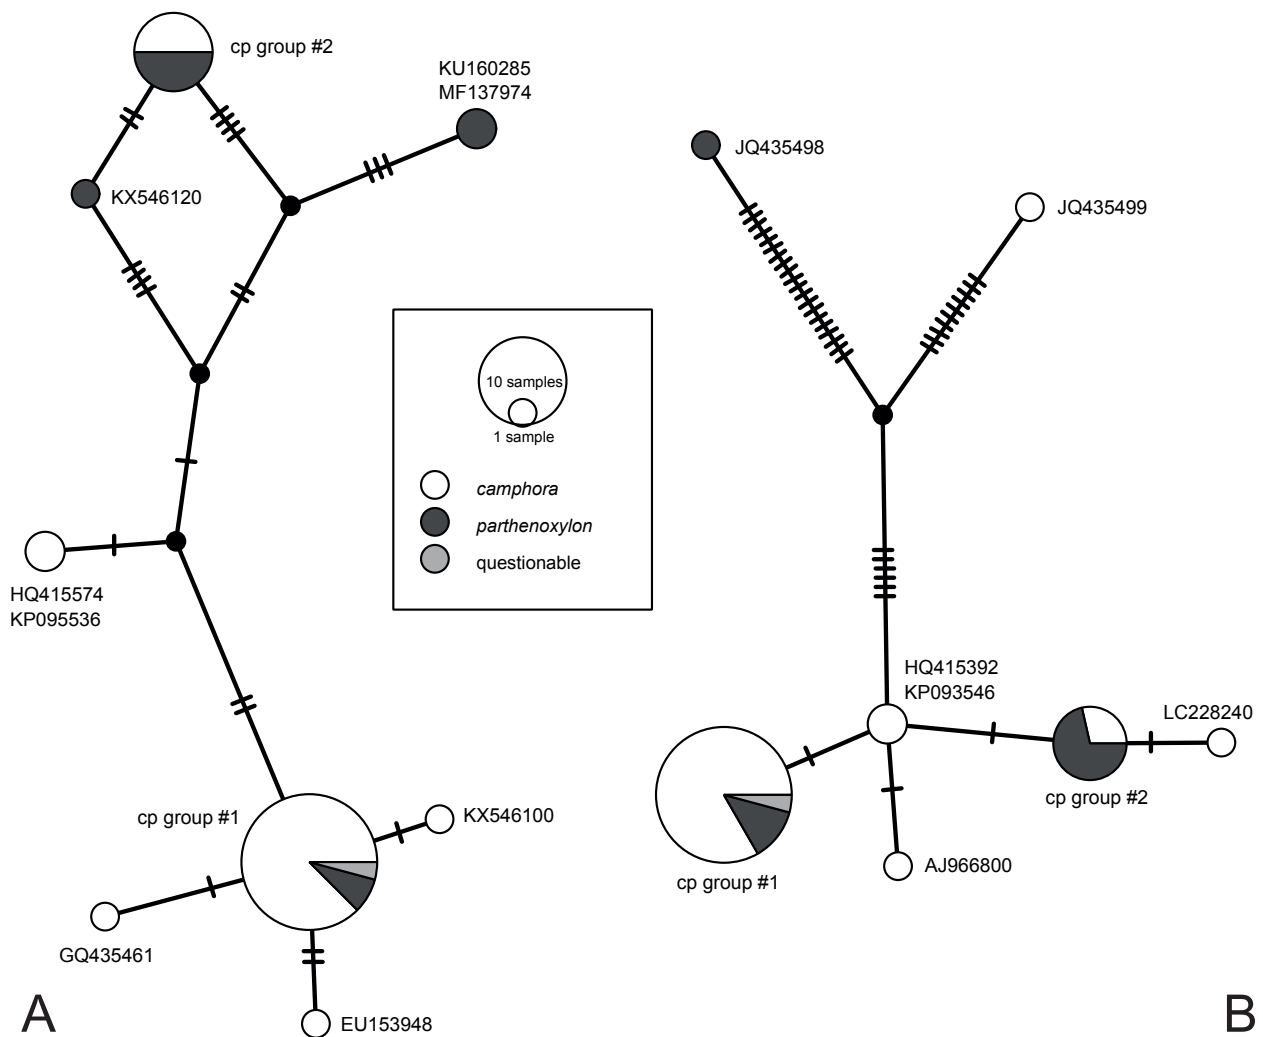 cp group #2
KU160285
MF137974
KX546120
HQ415574
KP095536
cp group #1
KX546100
GQ435461
EU153948
A
10 samples
1 sample
camphora
parthenoxylon
questionable
JQ435498
JQ435499
HQ415392
KP093546
LC228240
cp group #2
cp group #1
AJ966800
B